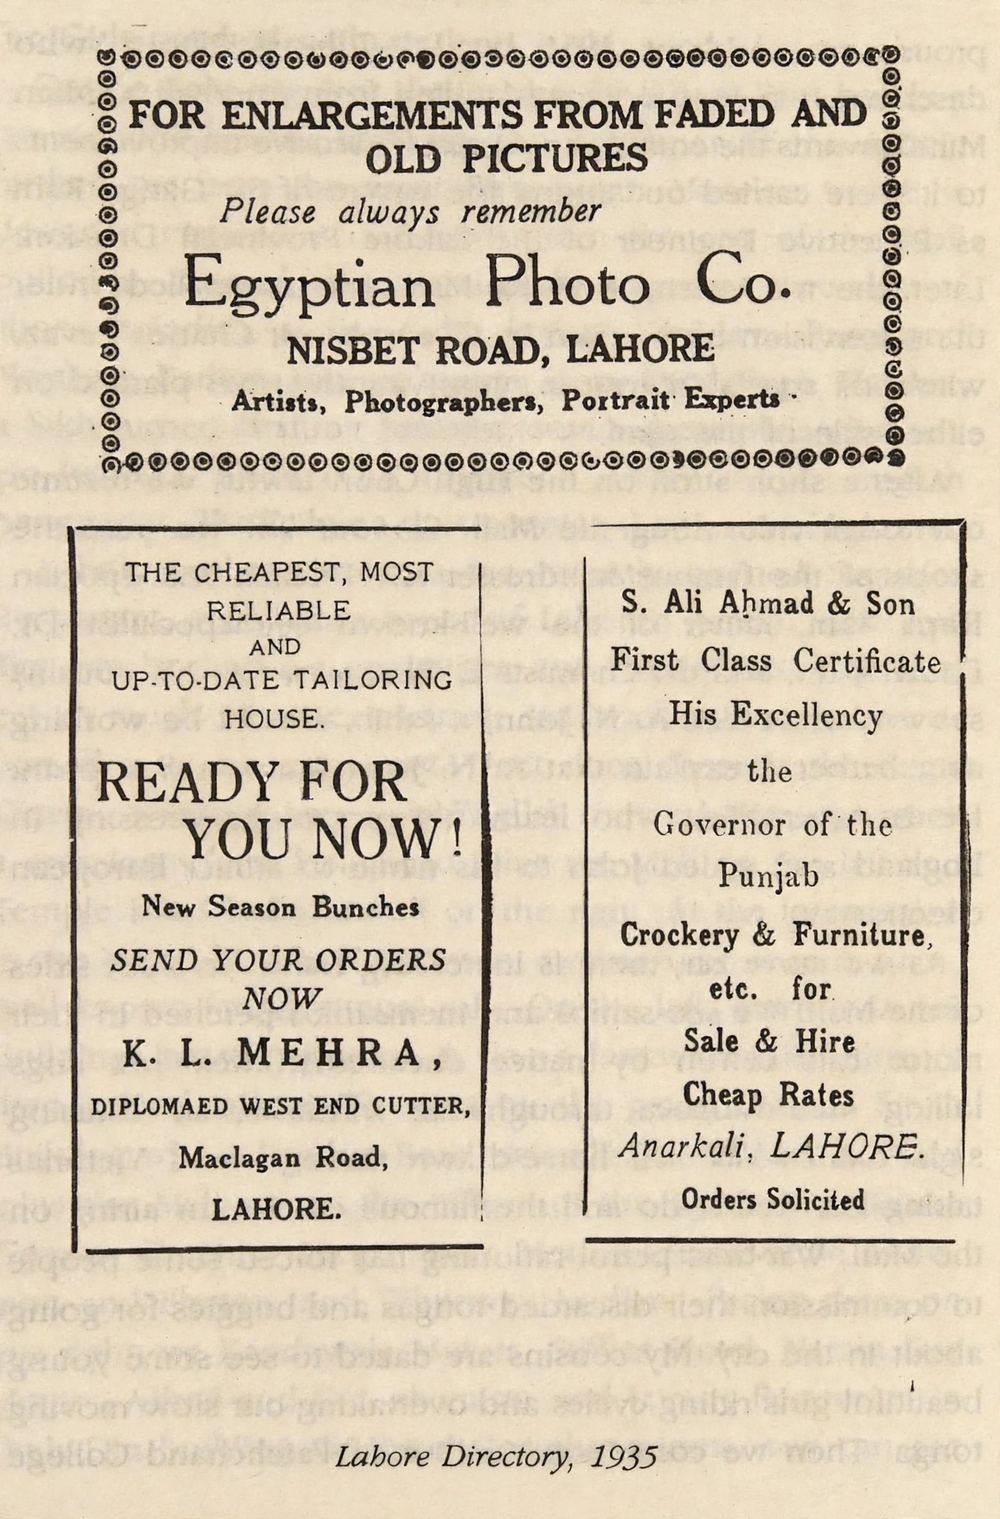 FOR ENLARGEMENTS FROM FADED AND
OLD PICTURES
Please always remember
Egyptian Photo Co.
NISBET ROAD, LAHORE
Artists, Photographers, Portrait Experts
THE CHEAPEST, MOST
RELIABLE
AND
UP-TO-DATE TAILORING
HOUSE.
READY FOR
YOU NOW!
New Season Bunches
SEND YOUR ORDERS
NOW
K. L. MEHRA,
DIPLOMAED WEST END CUTTER,
Maclagan Road,
LAHORE.
S. Ali Ahmad & Son
First Class Certificate
His Excellency
the
Governor of the
Punjab
Crockery & Furniture,
etc. for
Sale & Hire
Cheap Rates
Anarkali, LAHORE.
Orders Solicited
Lahore Directory, 1935